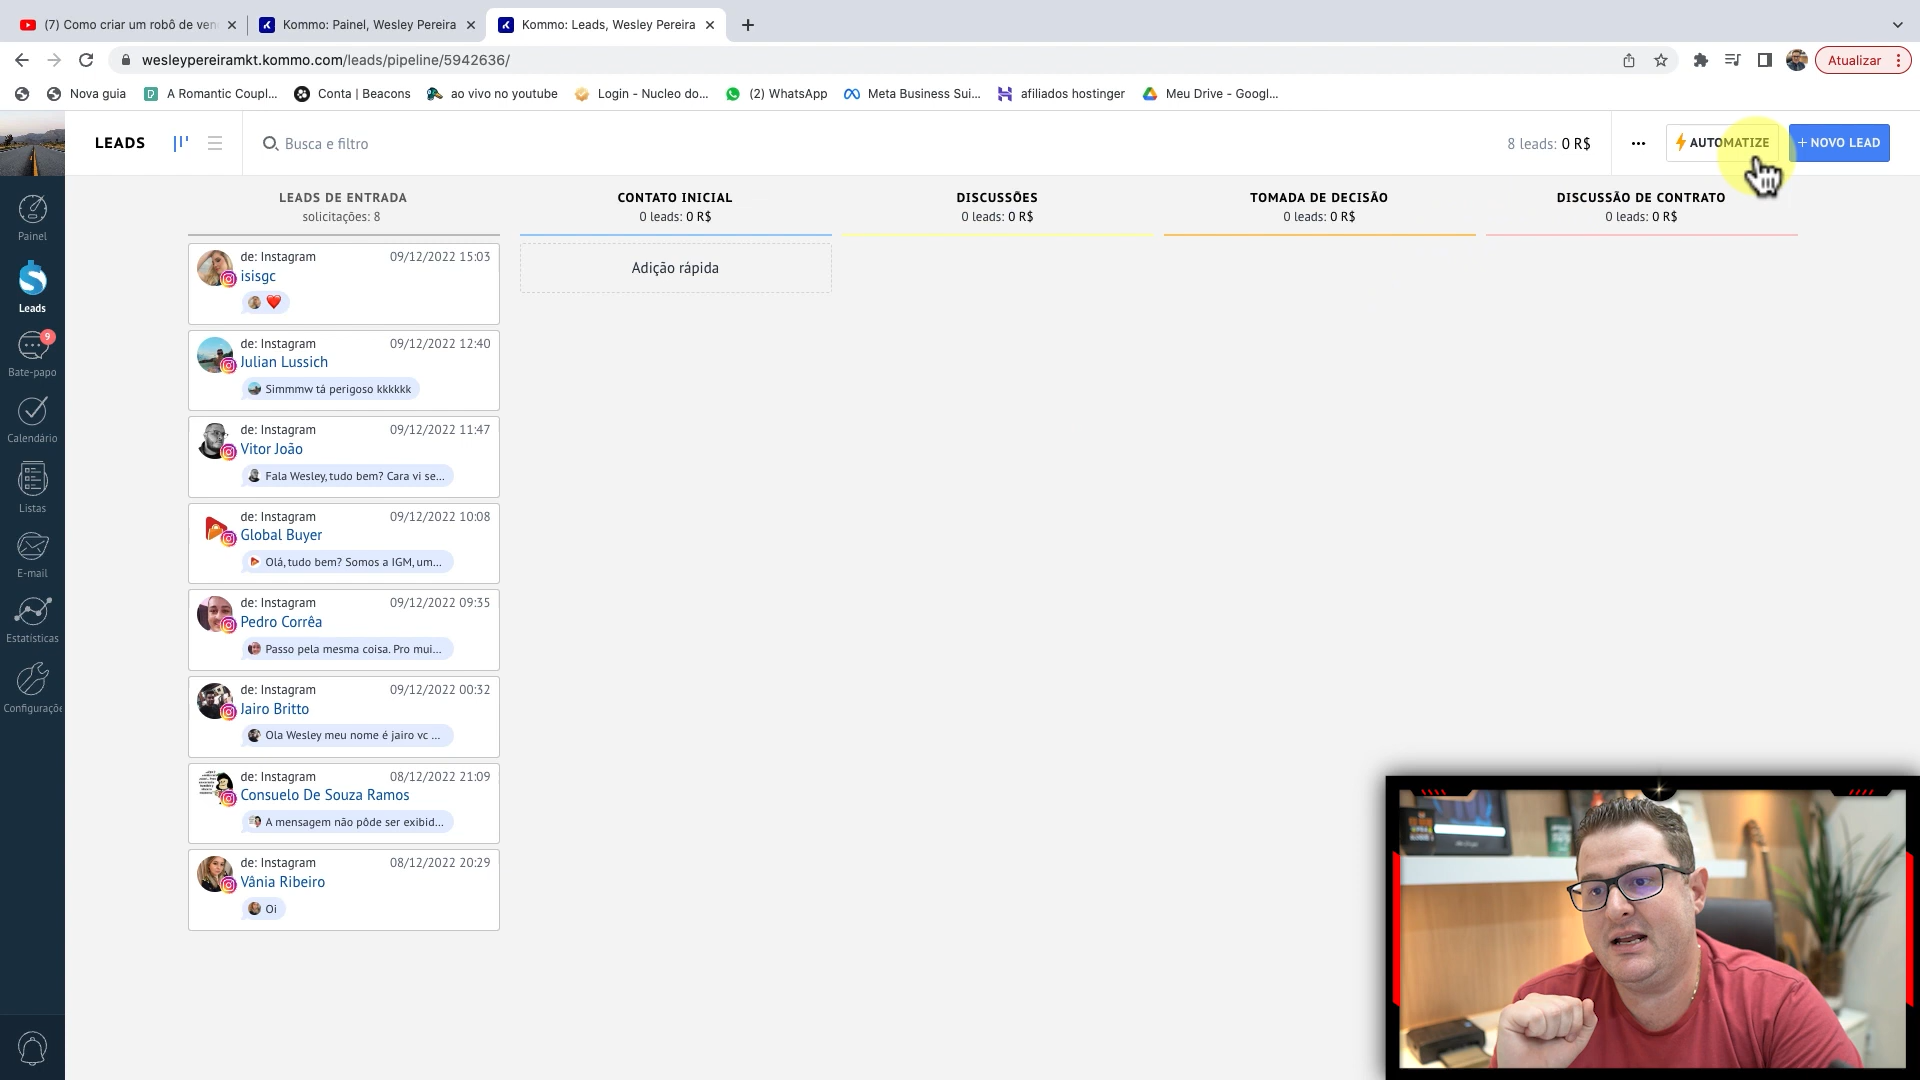 (7) Como criar um robô de ven
Kommo: Painel, Wesley Pereira
Kommo: Leads, Wesley Pereira
wesleypereiramkt.kommo.com/leads/pipeline/5942636/
Atualizar
Nova guia
A Romantic Coupl...
Conta | Beacons
ao vivo no youtube
Login - Nucleo do...
(2) WhatsApp
Meta Business Sui...
afiliados hostinger
Meu Drive - Googl...
LEADS
Busca e filtro
8 leads: 0 R$
AUTOMATIZE
+ NOVO LEAD
Painel
Leads
9
Bate-papo
Calendário
Listas
E-mail
Estatísticas
Configuraçõe
LEADS DE ENTRADA
solicitações: 8
CONTATO INICIAL
0 leads: 0 R$
DISCUSSÕES
0 leads: 0 R$
TOMADA DE DECISÃO
0 leads: 0 R$
DISCUSSÃO DE CONTRATO
0 leads: 0 R$
Adição rápida
de: Instagram 09/12/2022 15:03
isisgc
de: Instagram 09/12/2022 12:40
Julian Lussich
Simmmw tá perigoso kkkkkk
de: Instagram 09/12/2022 11:47
Vitor João
Fala Wesley, tudo bem? Cara vi se...
de: Instagram 09/12/2022 10:08
Global Buyer
Olá, tudo bem? Somos a IGM, um...
de: Instagram 09/12/2022 09:35
Pedro Corrêa
Passo pela mesma coisa. Pro mui...
de: Instagram 09/12/2022 00:32
Jairo Britto
Ola Wesley meu nome é jairo vc ...
de: Instagram 08/12/2022 21:09
Consuelo De Souza Ramos
A mensagem não pôde ser exibid...
de: Instagram 08/12/2022 20:29
Vânia Ribeiro
Oi